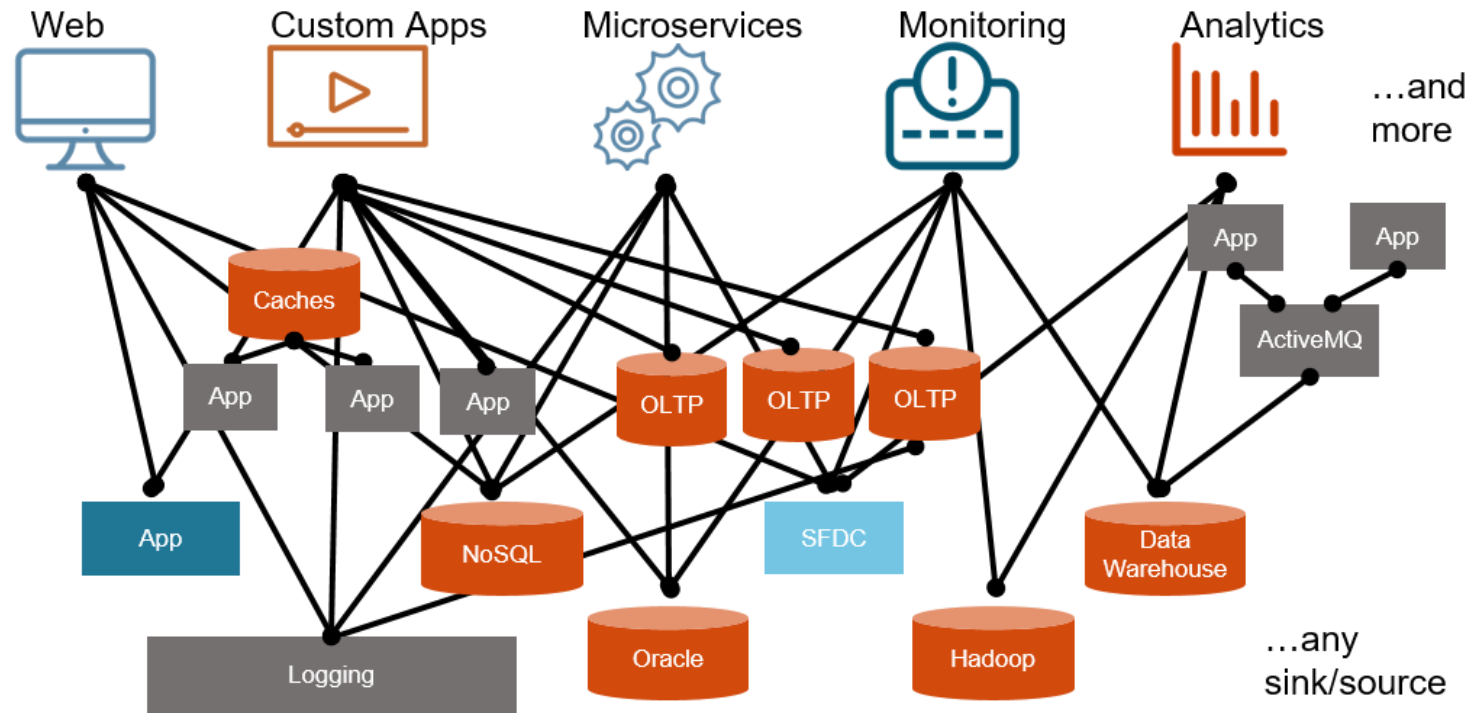 Web
Custom Apps
Microservices
Monitoring
Analytics
…and
more
App
App
Caches
ActiveMQ
App
App
App
OLTP
OLTP
OLTP
App
NoSQL
SFDC
Data
Warehouse
Logging
Oracle
Hadoop
…any
sink/source